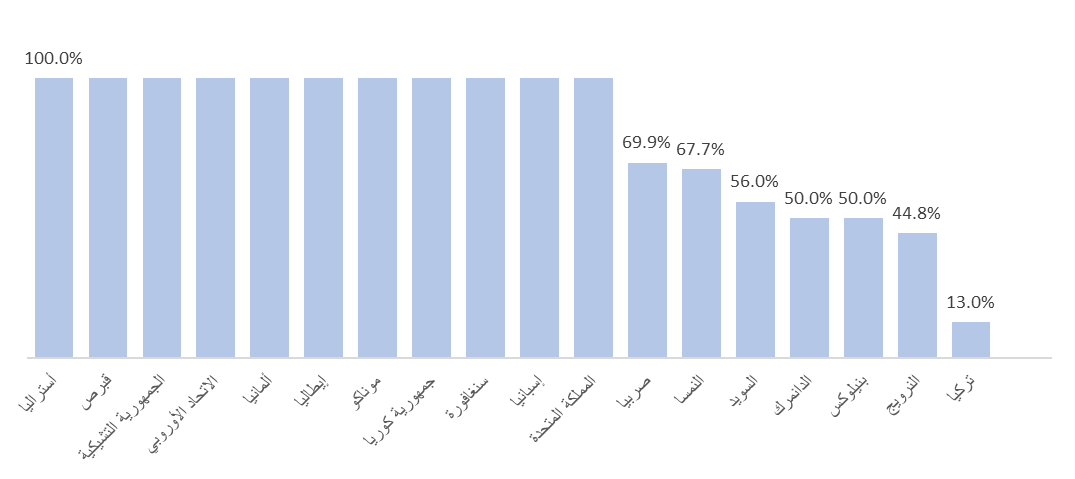 100.0%
69.9%
67.7%
56.0%
50.0%
50.0%
44.8%
13.0%
أستراليا
قبرص
الجمهورية التشيكية
الاتحاد الأوروبي
ألمانيا
إيطاليا
موناكو
جمهورية كوريا
سنغافورة
إسبانيا
المملكة المتحدة
صربيا
النمسا
السويد
الدانمرك
بنيلوكس
النرويج
تركيا